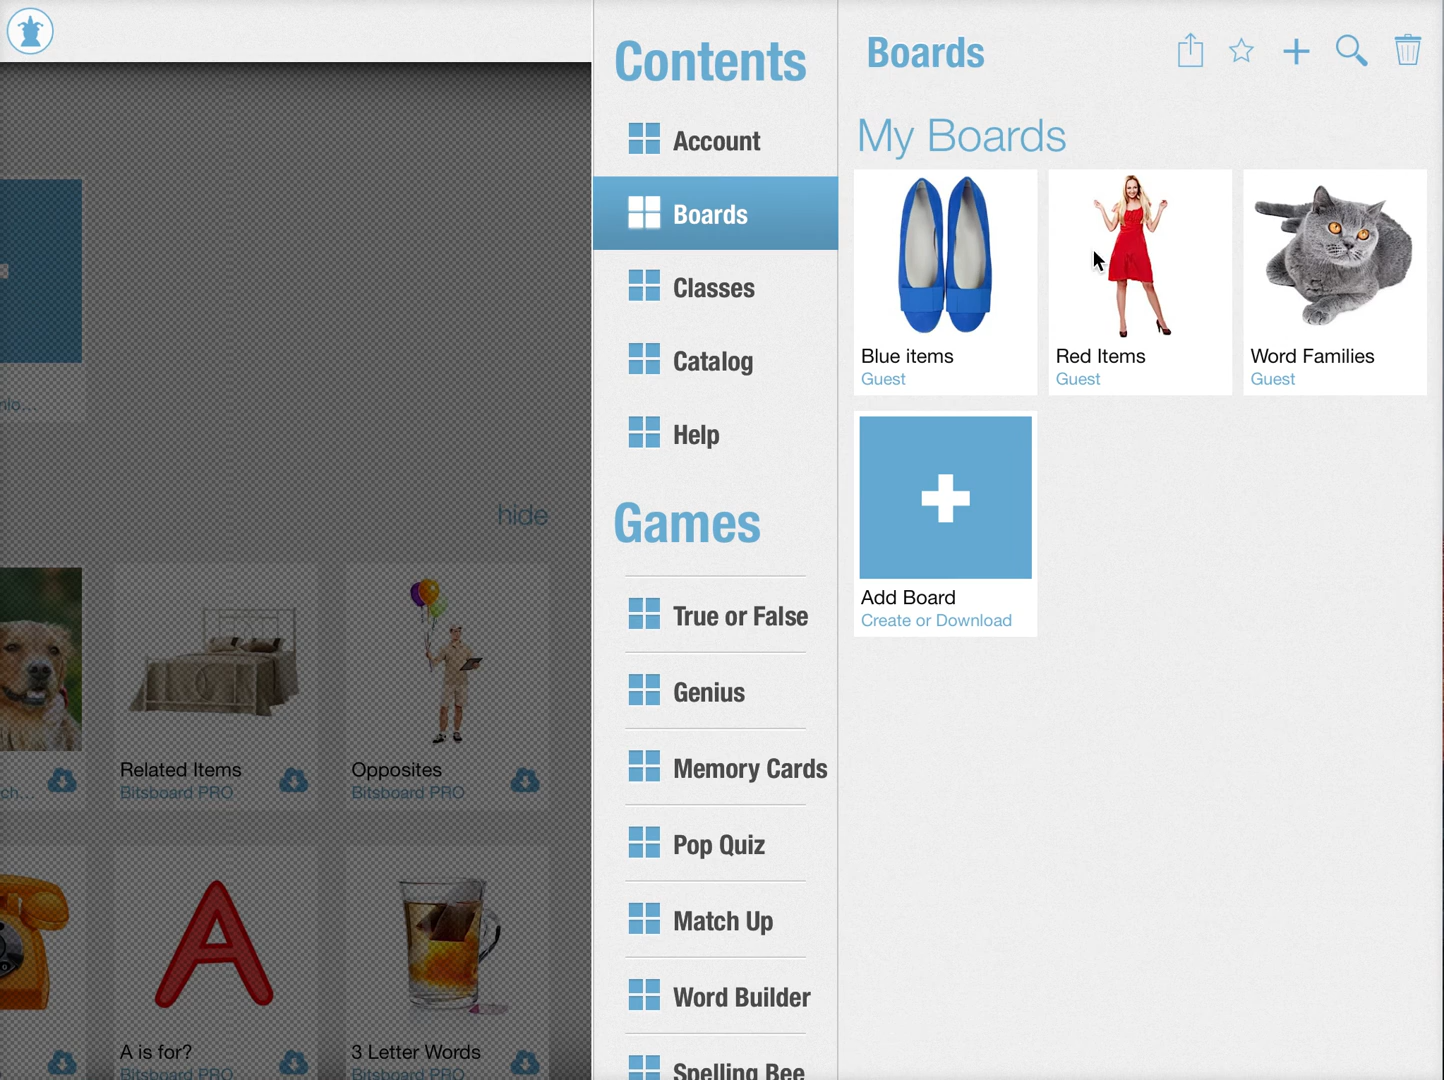 Contents
Account
Boards
Classes
Catalog
Help
Games
True or False
Genius
Memory Cards
Pop Quiz
Match Up
Word Builder
Spelling Bee
Boards
My Boards
Blue items
Guest
Red Items
Guest
Word Families
Guest
Add Board
Create or Download
nlo...
hide
ch...
Related Items
Bitsboard PRO
Opposites
Bitsboard PRO
A is for?
Bitsboard PRO
3 Letter Words
Bitsboard PRO